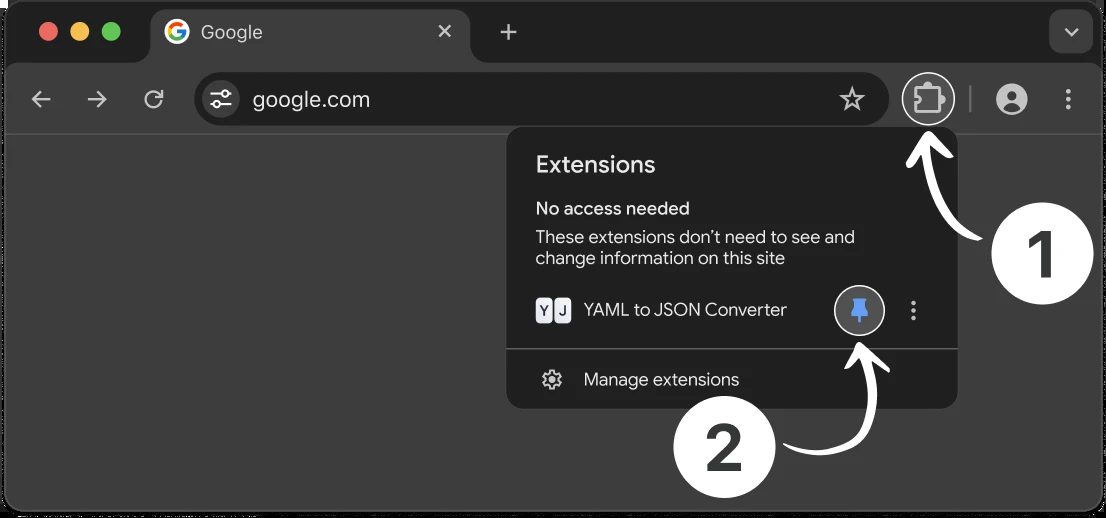 Google
google.com
Extensions
No access needed
These extensions don’t need to see and
change information on this site
Y J YAML to JSON Converter
Manage extensions
1
2